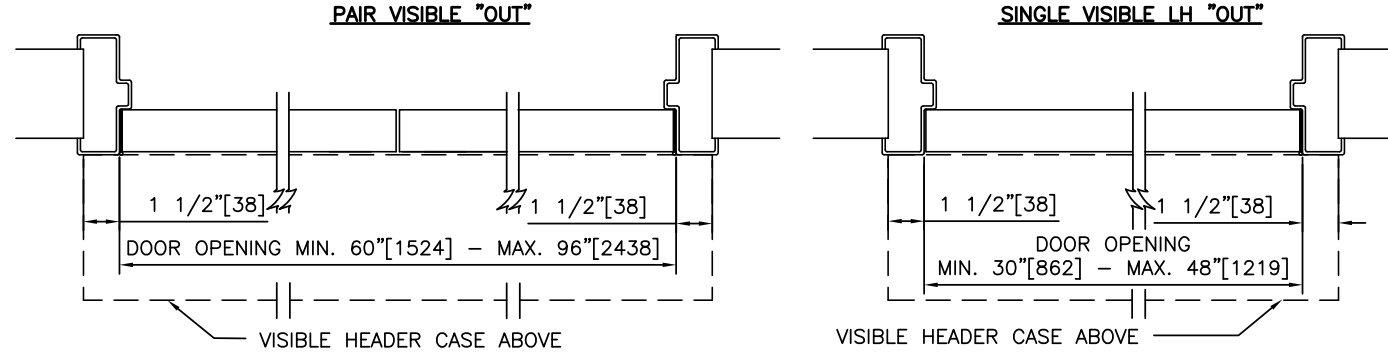 PAIR VISIBLE "OUT"
1 1/2"[38]
1 1/2"[38]
DOOR OPENING MIN. 60"[1524] – MAX. 96"[2438]
VISIBLE HEADER CASE ABOVE
SINGLE VISIBLE LH "OUT"
1 1/2"[38]
1 1/2"[38]
DOOR OPENING
MIN. 30"[862] – MAX. 48"[1219]
VISIBLE HEADER CASE ABOVE